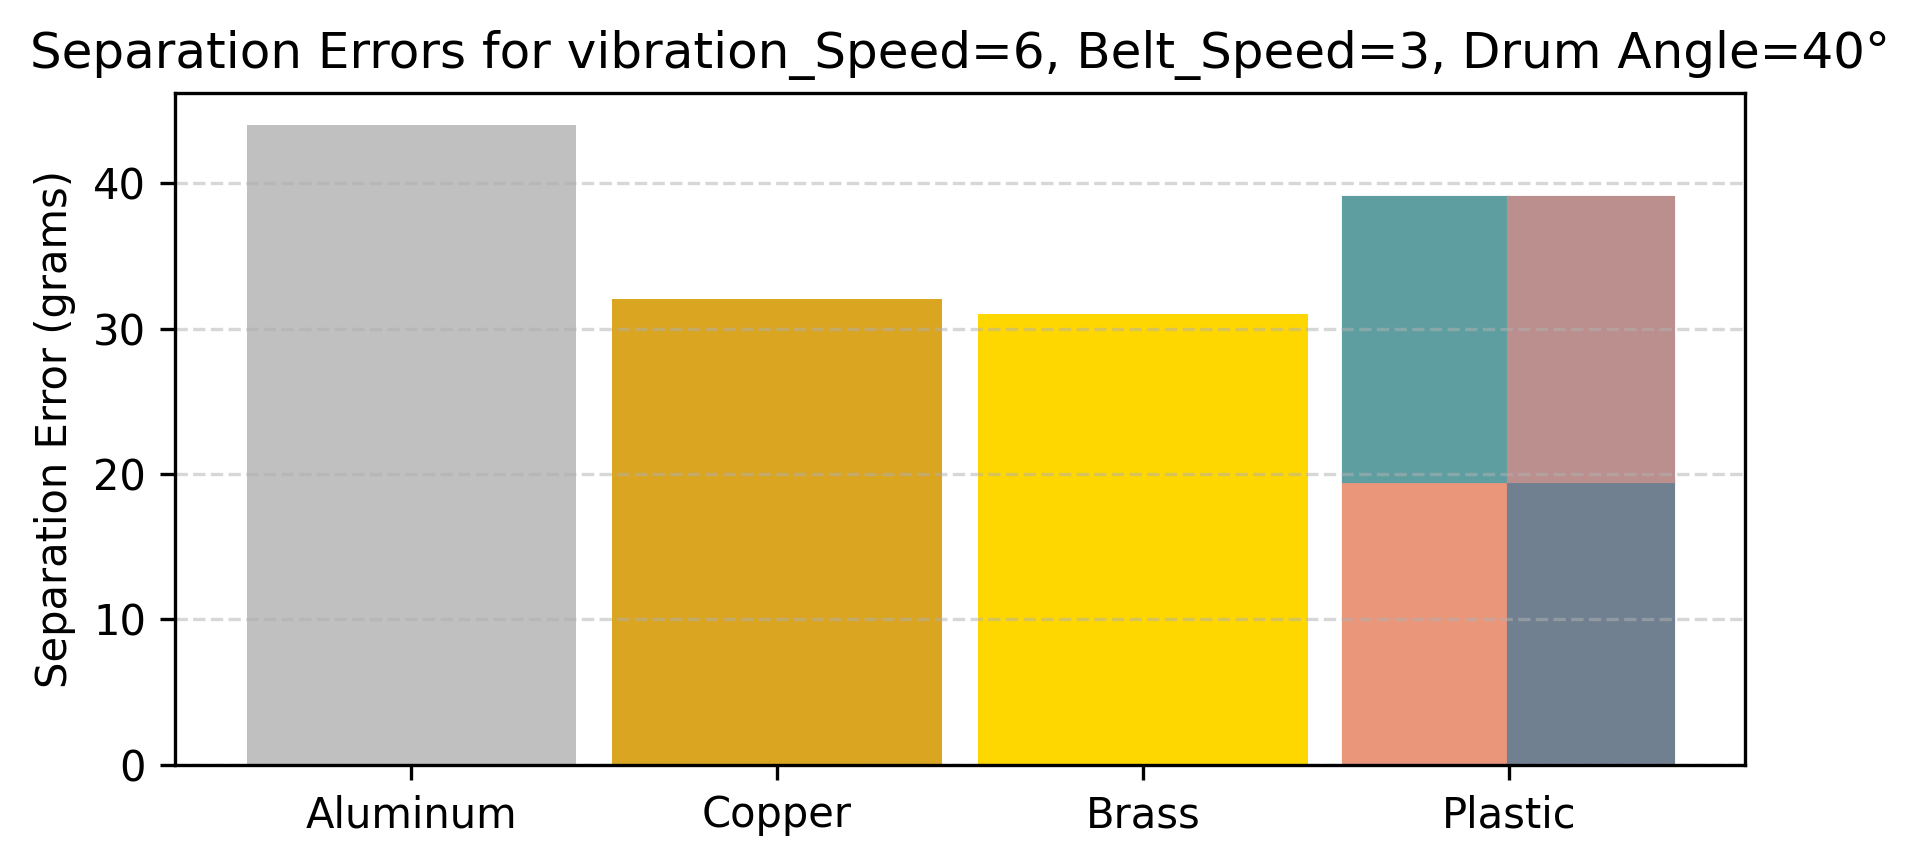 Separation Errors for vibration_Speed=6, Belt_Speed=3, Drum Angle=40°
Separation Error (grams)
40
30
20
10
0
Aluminum
Copper
Brass
Plastic